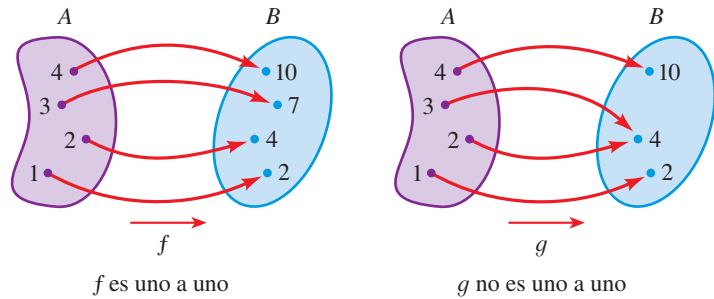 A B
4 10
3 7
2 4
1 2
f
f es uno a uno
A B
4 10
3
2 4
1 2
g
g no es uno a uno